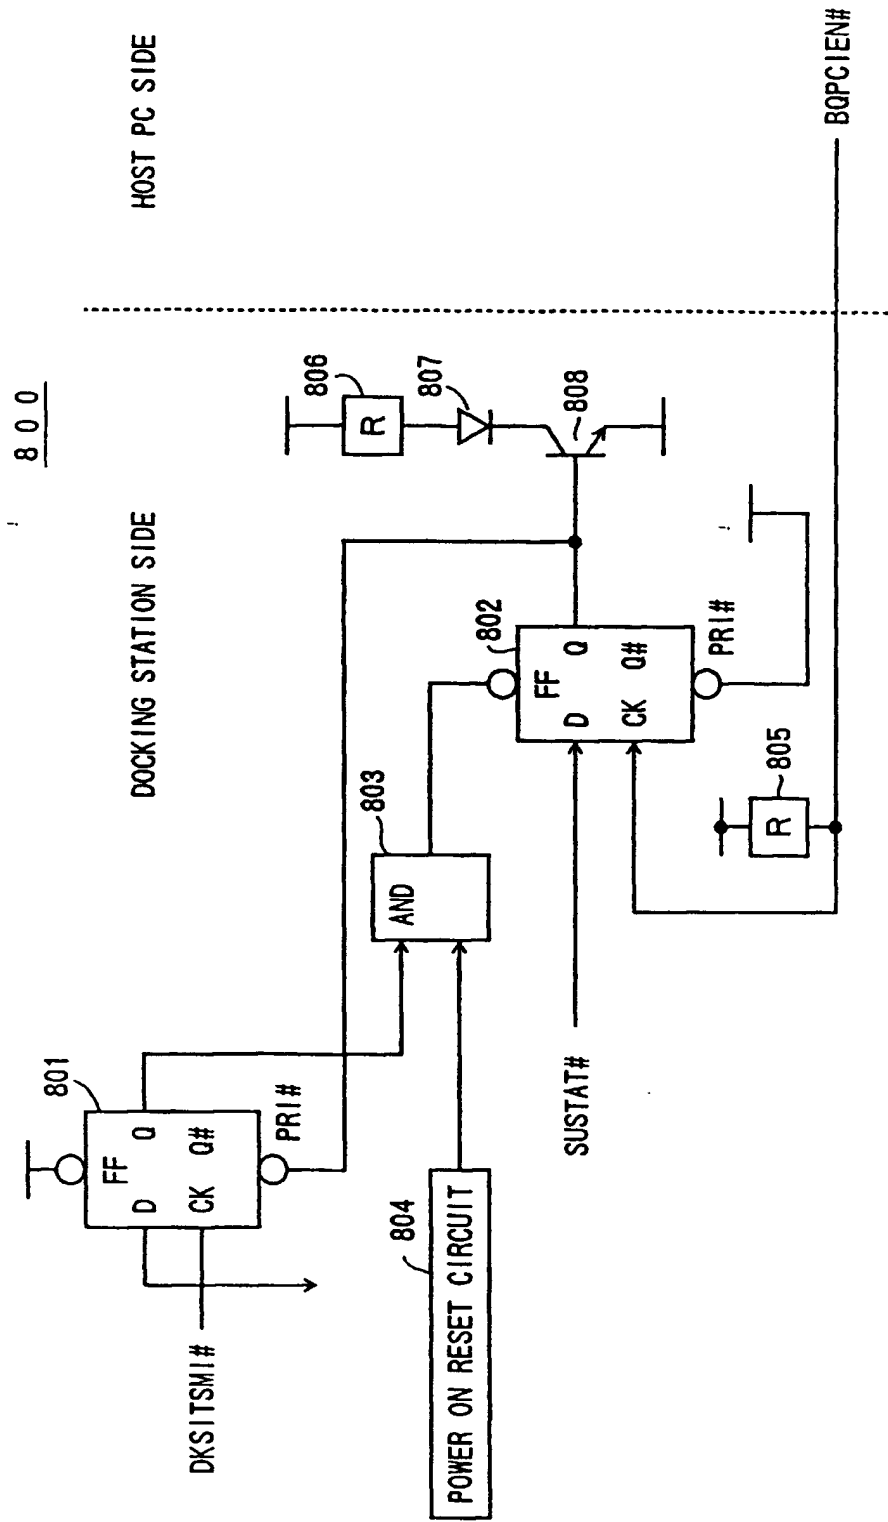 800
DOCKING STATION SIDE
HOST PC SIDE
801
FF
D
Q
CK
Q#
PRI#
DKSITSMI#
803
AND
804
POWER ON RESET CIRCUIT
806
R
807
808
802
FF
D
Q
CK
Q#
PRI#
SUSTAT#
805
R
BQPCIEN#